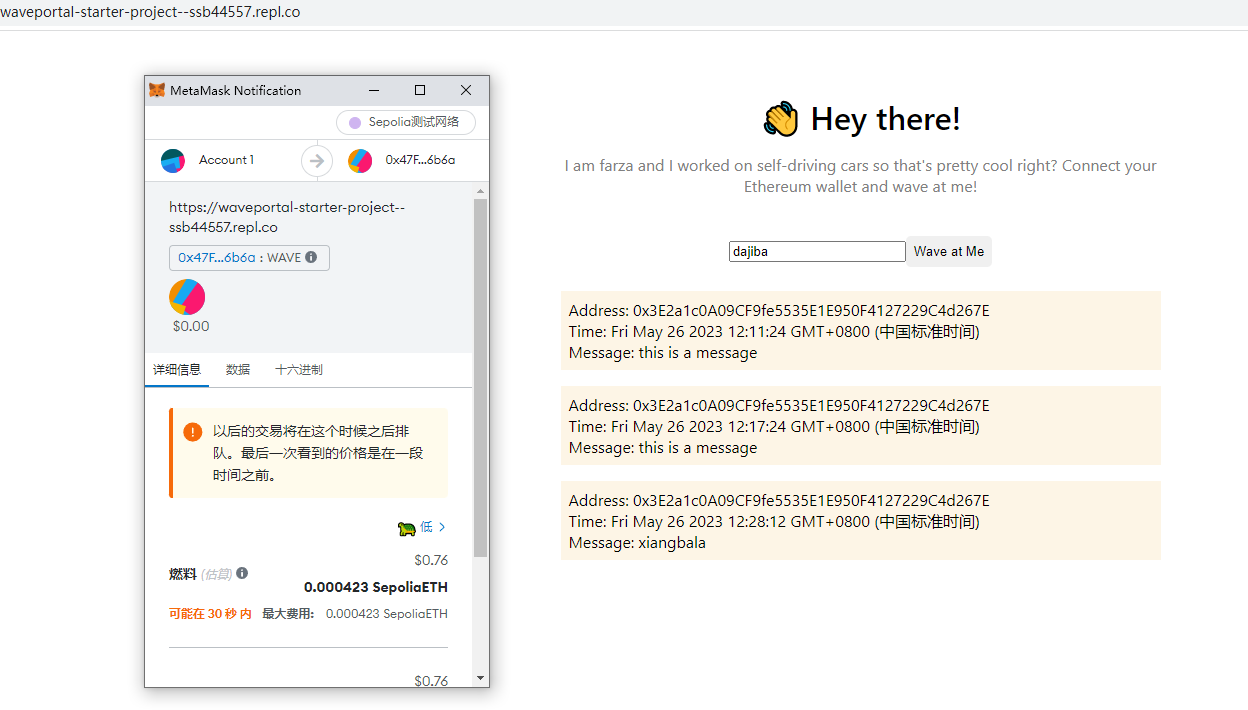 waveportal-starter-project--ssb44557.repl.co
MetaMask Notification
Sepolia测试网络
Account 1
0x47F...6b6a
https://waveportal-starter-project--
ssb44557.repl.co
0x47F...6b6a : WAVE
$0.00
详细信息 数据 十六进制
以后的交易将在这个时候之后排
队。最后一次看到的价格是在一段
时间之前。
低
$0.76
燃料 (估算)
0.000423 SepoliaETH
可能在 30 秒 内 最大费用: 0.000423 SepoliaETH
$0.76
Hey there!
I am farza and I worked on self-driving cars so that's pretty cool right? Connect your
Ethereum wallet and wave at me!
dajiba
Wave at Me
Address: 0x3E2a1c0A09CF9fe5535E1E950F4127229C4d267E
Time: Fri May 26 2023 12:11:24 GMT+0800 (中国标准时间)
Message: this is a message
Address: 0x3E2a1c0A09CF9fe5535E1E950F4127229C4d267E
Time: Fri May 26 2023 12:17:24 GMT+0800 (中国标准时间)
Message: this is a message
Address: 0x3E2a1c0A09CF9fe5535E1E950F4127229C4d267E
Time: Fri May 26 2023 12:28:12 GMT+0800 (中国标准时间)
Message: xiangbala